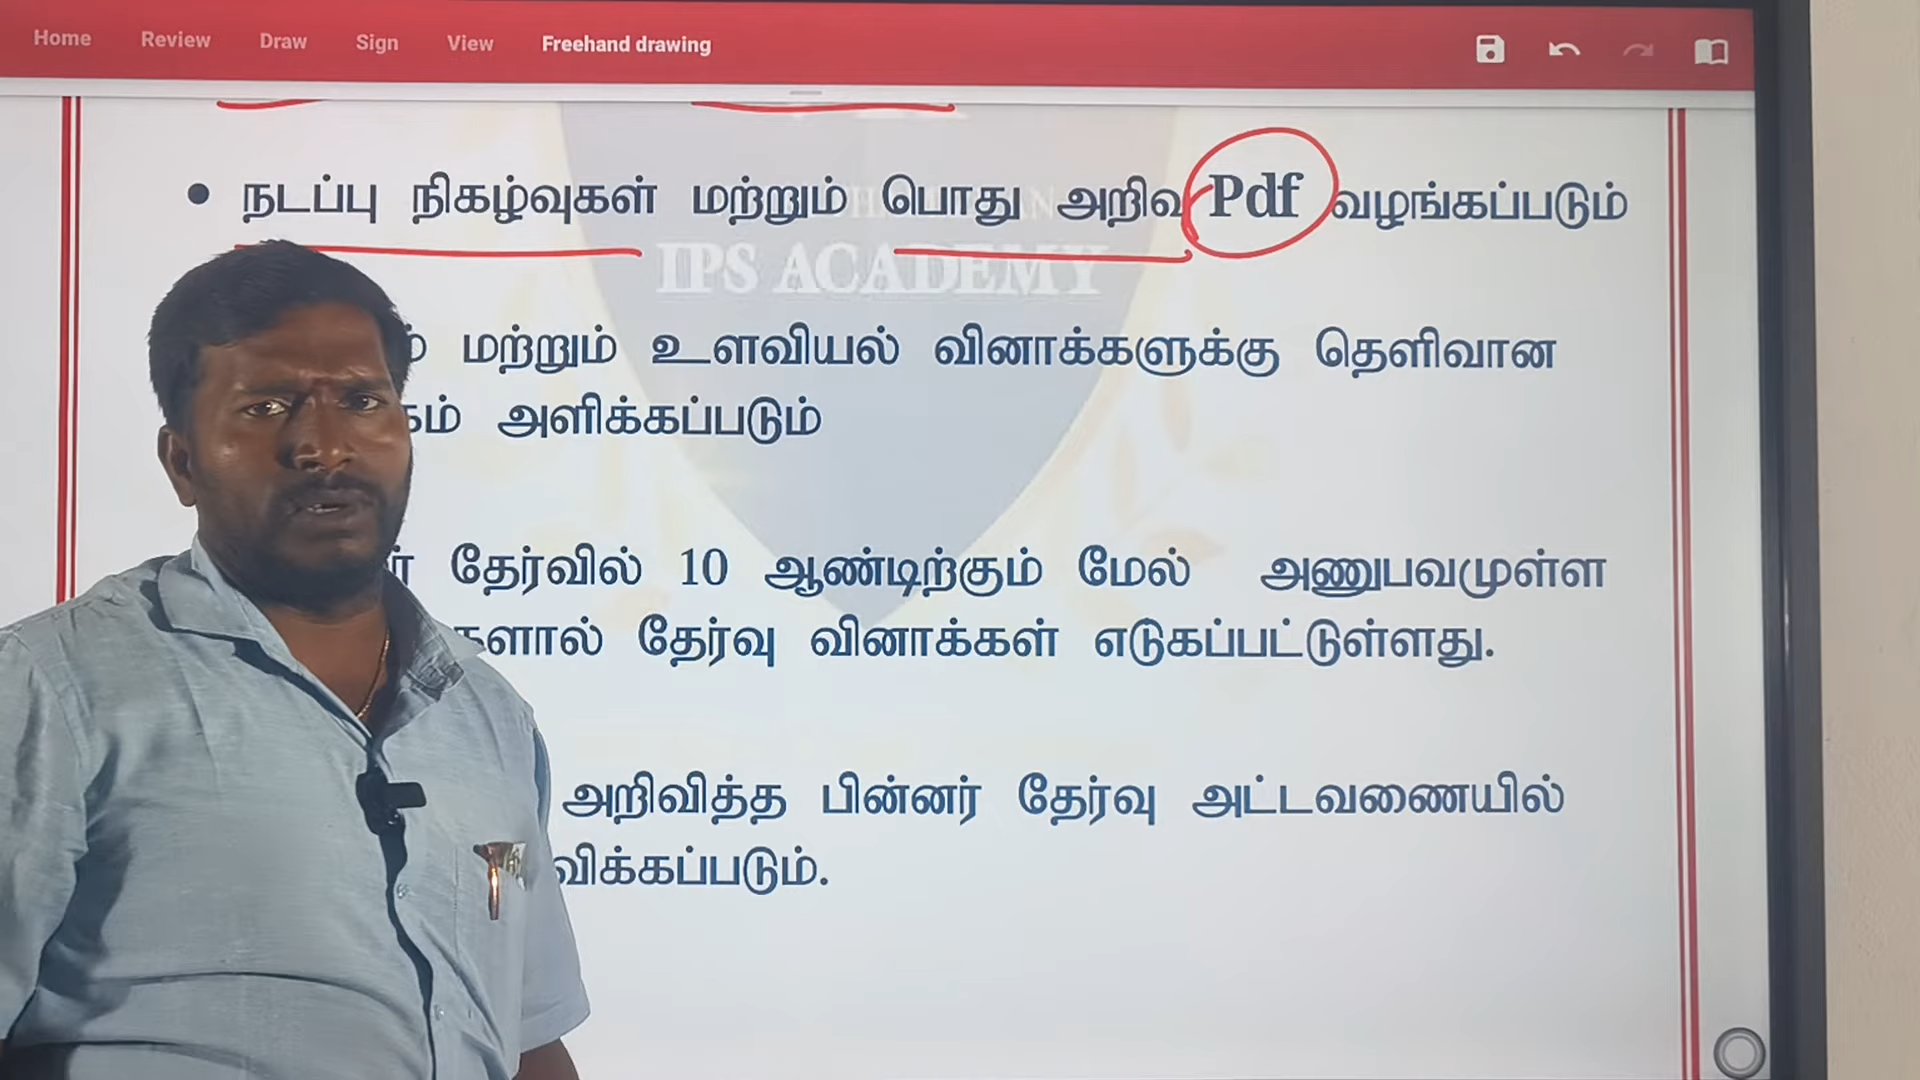 Home Review Draw Sign View Freehand drawing
• நடப்பு நிகழ்வுகள் மற்றும் பொது அறிவு Pdf வழங்கப்படும்
IPS ACADEMY
மற்றும் உளவியல் வினாக்களுக்கு தெளிவான
அளிக்கப்படும்
தேர்வில் 10 ஆண்டிற்கும் மேல் அணுபவமுள்ள
களால் தேர்வு வினாக்கள் எடுகப்பட்டுள்ளது.
அறிவித்த பின்னர் தேர்வு அட்டவணையில்
விக்கப்படும்.